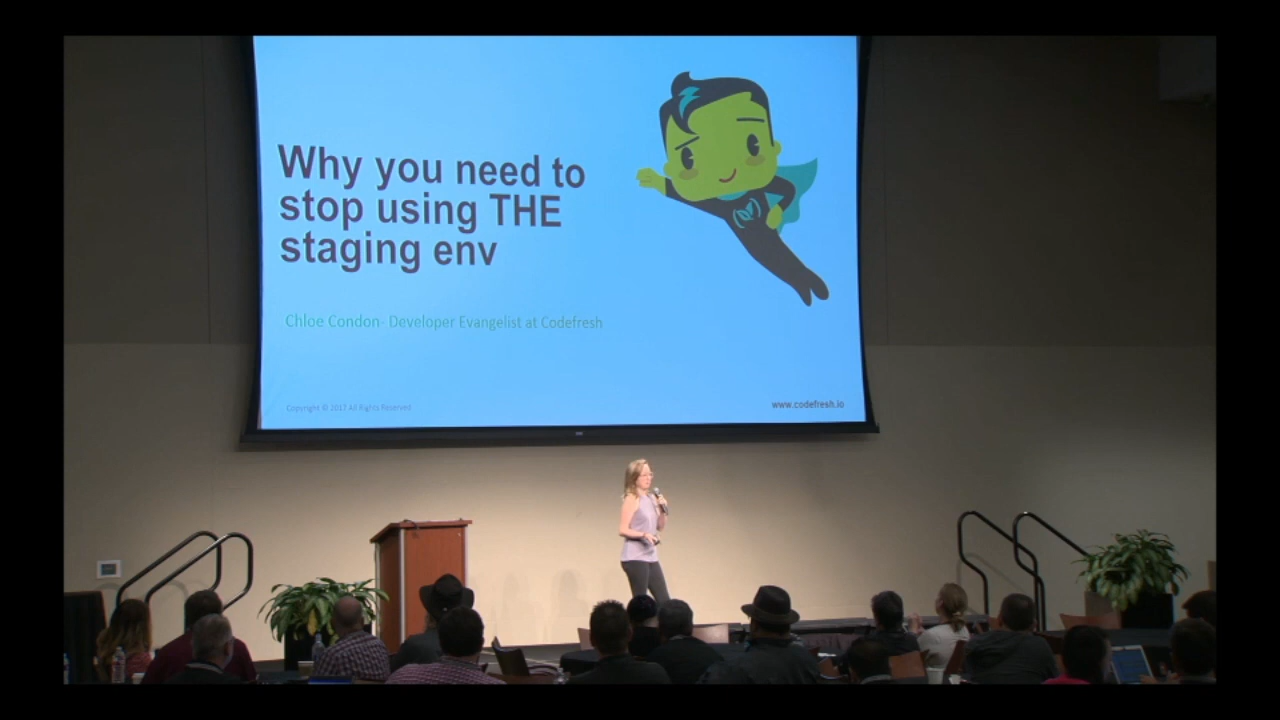 Why you need to
stop using THE
staging env
Chloe Condon- Developer Evangelist at Codefresh
Copyright © 2017 All Rights Reserved
www.codefresh.io